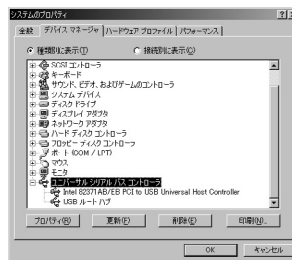 システムのプロパティ
全般 デバイス マネージャ ハードウェア プロファイル パフォーマンス
種類別に表示(T) 接続別に表示(C)
SCSI コントローラ
キーボード
サウンド、ビデオ、およびゲームのコントローラ
システム デバイス
ディスク ドライブ
ディスプレイ アダプタ
ネットワーク アダプタ
ハード ディスク コントローラ
フロッピー ディスク コントローラ
ポート (COM / LPT)
マウス
モニタ
ユニバーサル シリアル バス コントローラ
Intel 82371AB/EB PCI to USB Universal Host Controller
USB ルート ハブ
プロパティ(R) 更新(F) 削除(E) 印刷(N)...
OK キャンセル